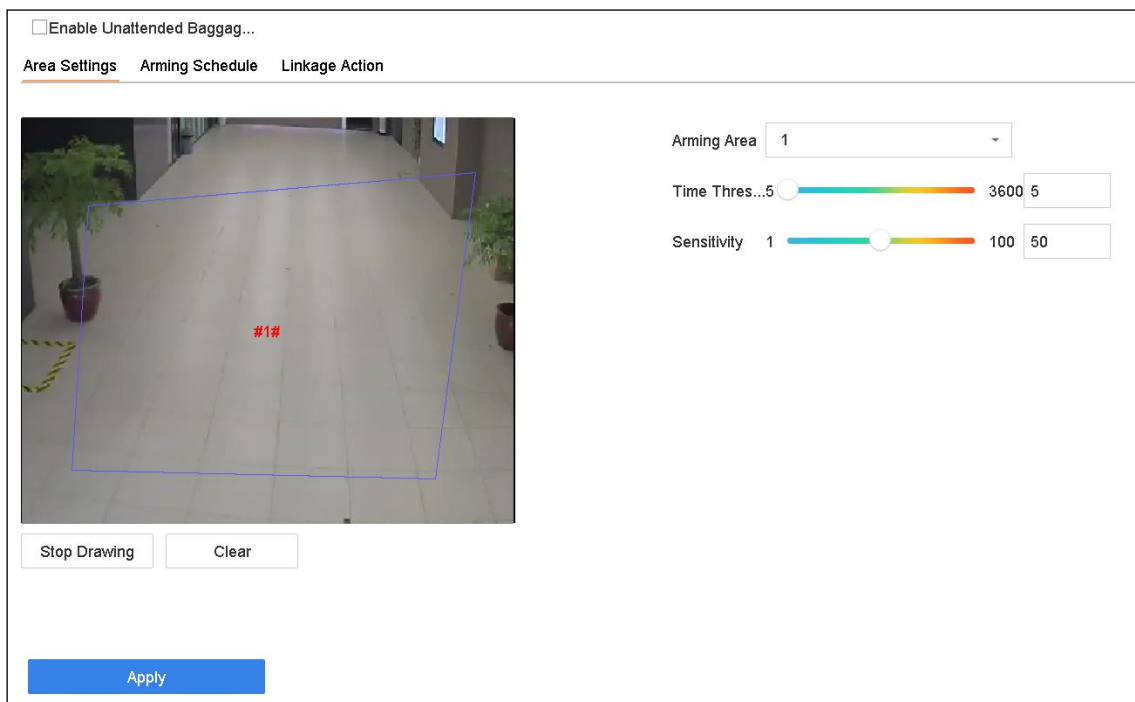 Enable Unattended Baggag...
Area Settings Arming Schedule Linkage Action
Arming Area 1
Time Thres... 5 3600 5
Sensitivity 1 100 50
#1#
Stop Drawing Clear
Apply